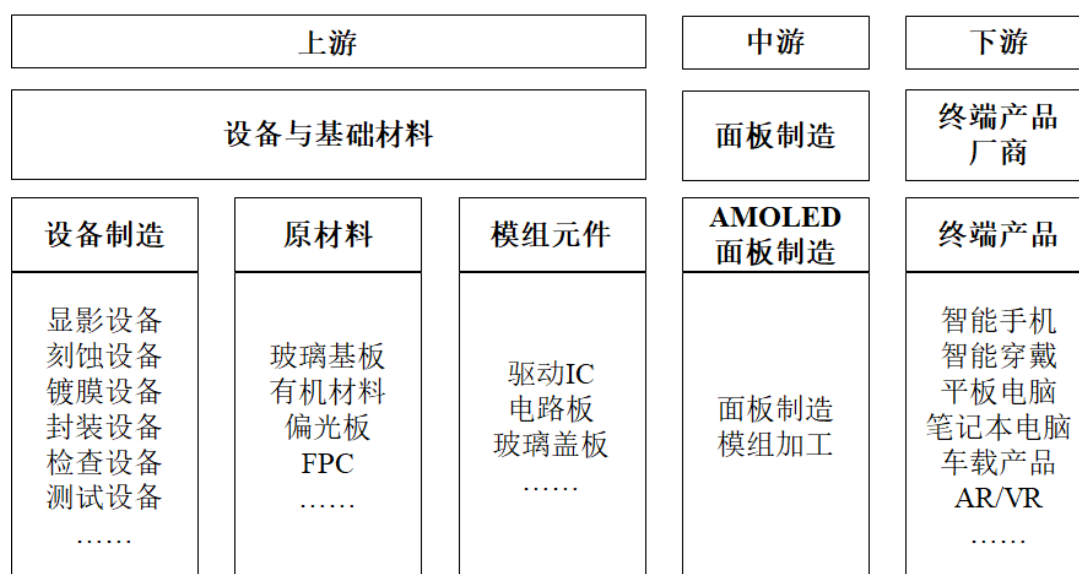 上游
中游
下游
设备与基础材料
面板制造
终端产品
厂商
设备制造
原材料
模组元件
AMOLED
面板制造
终端产品
显影设备
刻蚀设备
镀膜设备
封装设备
检查设备
测试设备
……
玻璃基板
有机材料
偏光板
FPC
……
驱动IC
电路板
玻璃盖板
……
面板制造
模组加工
智能手机
智能穿戴
平板电脑
笔记本电脑
车载产品
AR/VR
……